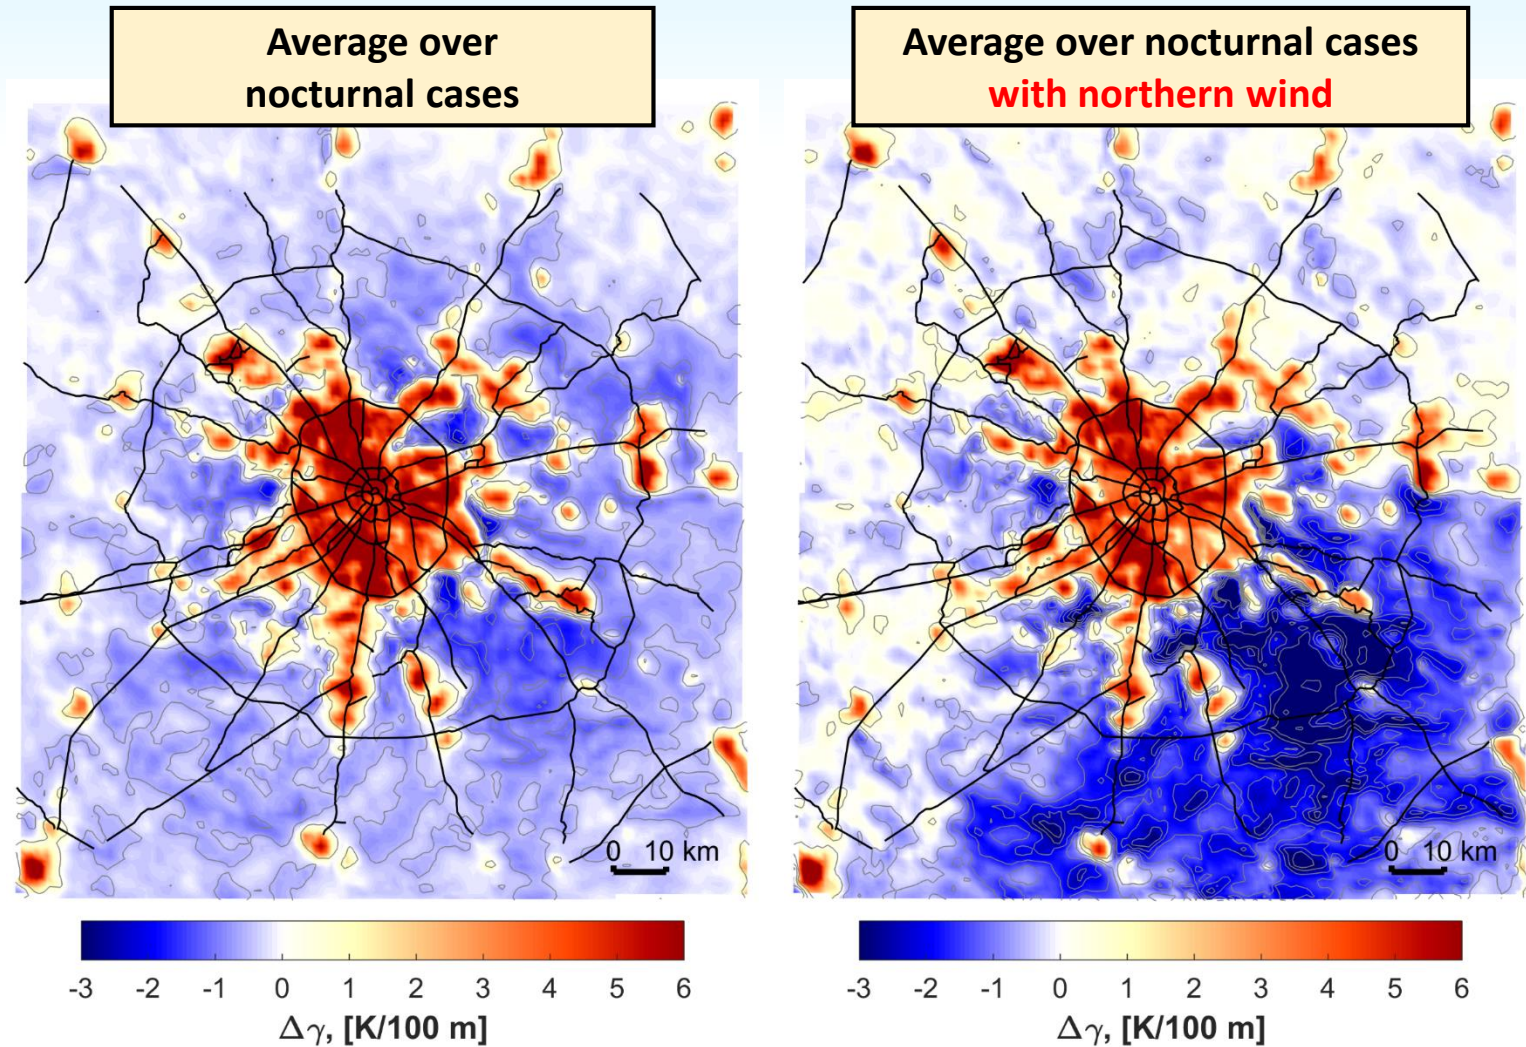 Average over
nocturnal cases
Average over nocturnal cases
with northern wind
0 10 km
0 10 km
-3 -2 -1 0 1 2 3 4 5 6
Δγ, [K/100 m]
-3 -2 -1 0 1 2 3 4 5 6
Δγ, [K/100 m]